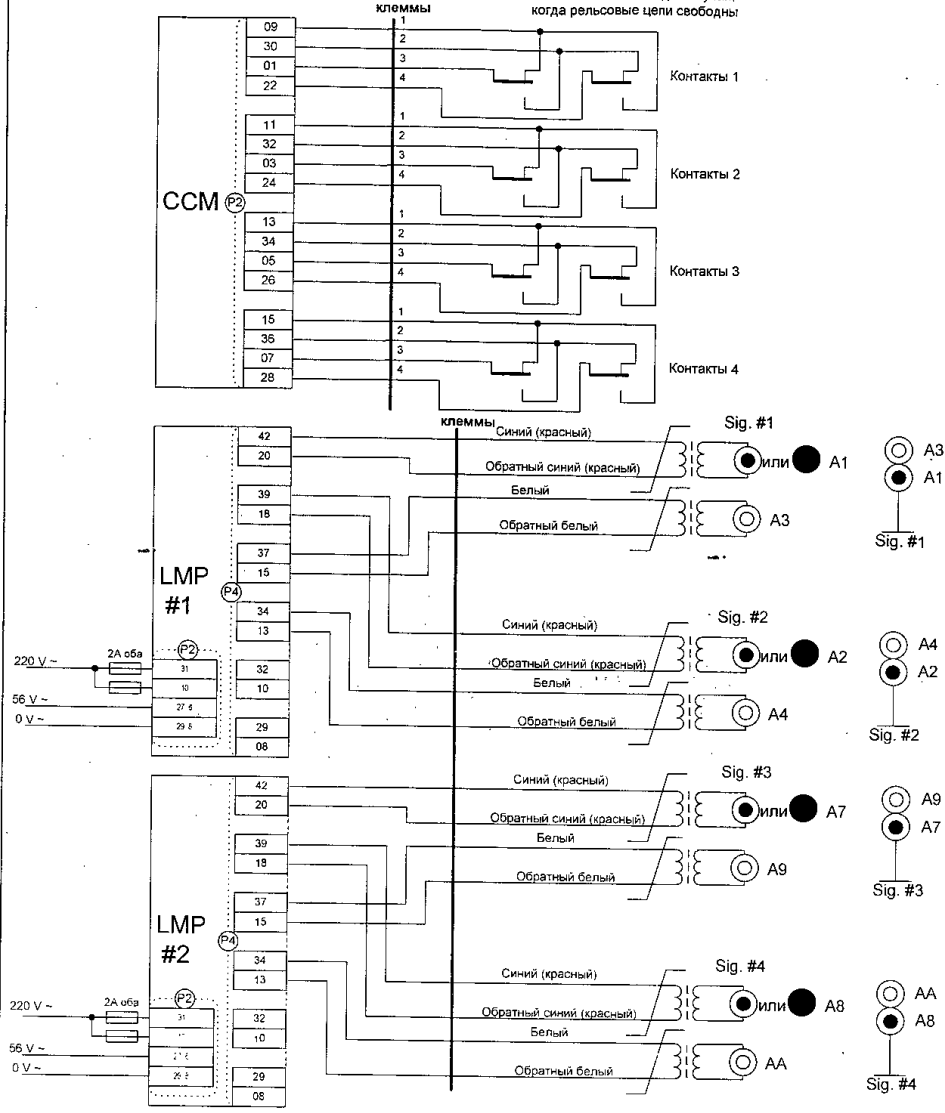 клеммы
когда рельсовые цепи свободны
CCM
P2
09
30
01
22
1
2
3
4
Контакты 1
11
32
03
24
1
2
3
4
Контакты 2
13
34
05
26
1
2
3
4
Контакты 3
15
36
07
28
1
2
3
4
Контакты 4
клеммы
LMP
#1
P4
42
20
39
18
37
15
34
13
32
10
29
08
P2
31
10
220 V ~
2A оба
56 V ~
0 V ~
Синий (красный)
Обратный синий (красный)
Белый
Обратный белый
Sig. #1
или
A1
A3
A3
A1
Sig. #1
Синий (красный)
Обратный синий (красный)
Белый
Обратный белый
Sig. #2
или
A2
A4
A4
A2
Sig. #2
LMP
#2
P4
42
20
39
18
37
15
34
13
32
10
29
08
P2
31
220 V ~
2A оба
56 V ~
0 V ~
Синий (красный)
Обратный синий (красный)
Белый
Обратный белый
Sig. #3
или
A7
A9
A9
A7
Sig. #3
Синий (красный)
Обратный синий (красный)
Белый
Обратный белый
Sig. #4
или
A8
AA
AA
A8
Sig. #4